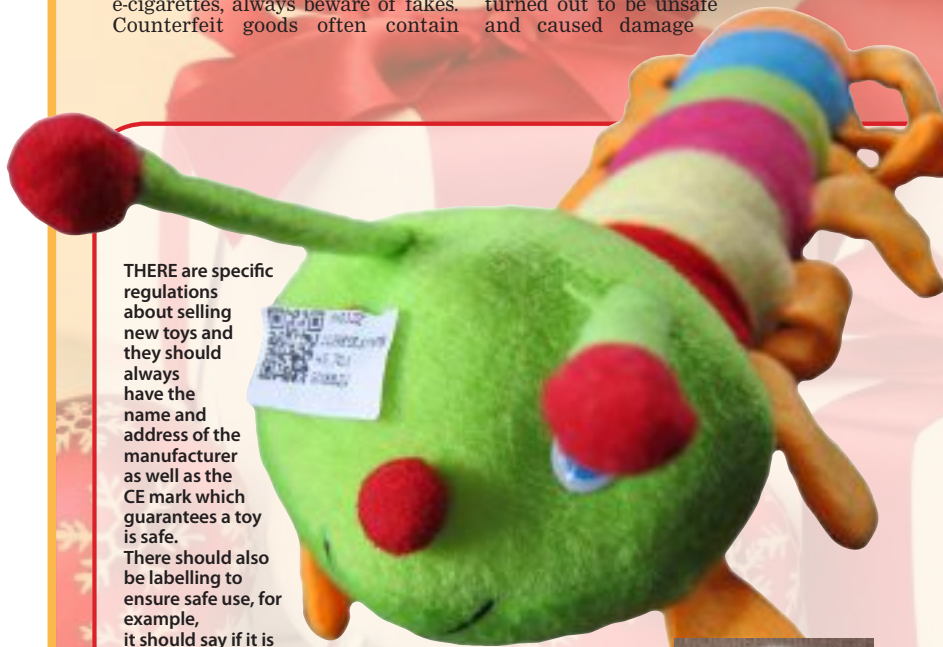 e-cigarettes, always beware of fakes.
Counterfeit goods often contain
turned out to be unsafe
and caused damage
THERE are specific
regulations
about selling
new toys and
they should
always
have the
name and
address of the
manufacturer
as well as the
CE mark which
guarantees a toy
is safe.
There should also
be labelling to
ensure safe use, for
example,
it should say if it is